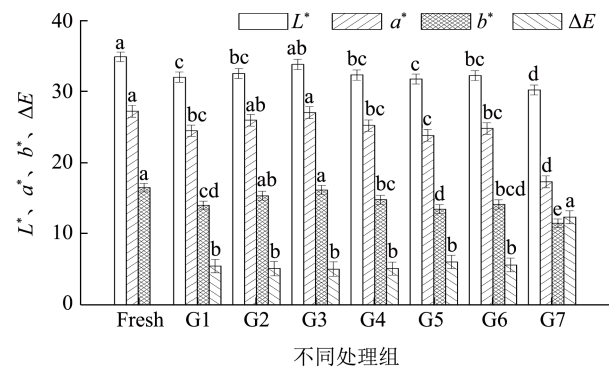 L* a* b* ΔE
40
30
20
10
0
L*、a*、b*、ΔE
a a a
c bc cd b
bc ab ab b
ab a a b
bc bc bc b
c c d b
bc bc bcd b
d d e a
Fresh G1 G2 G3 G4 G5 G6 G7
不同处理组